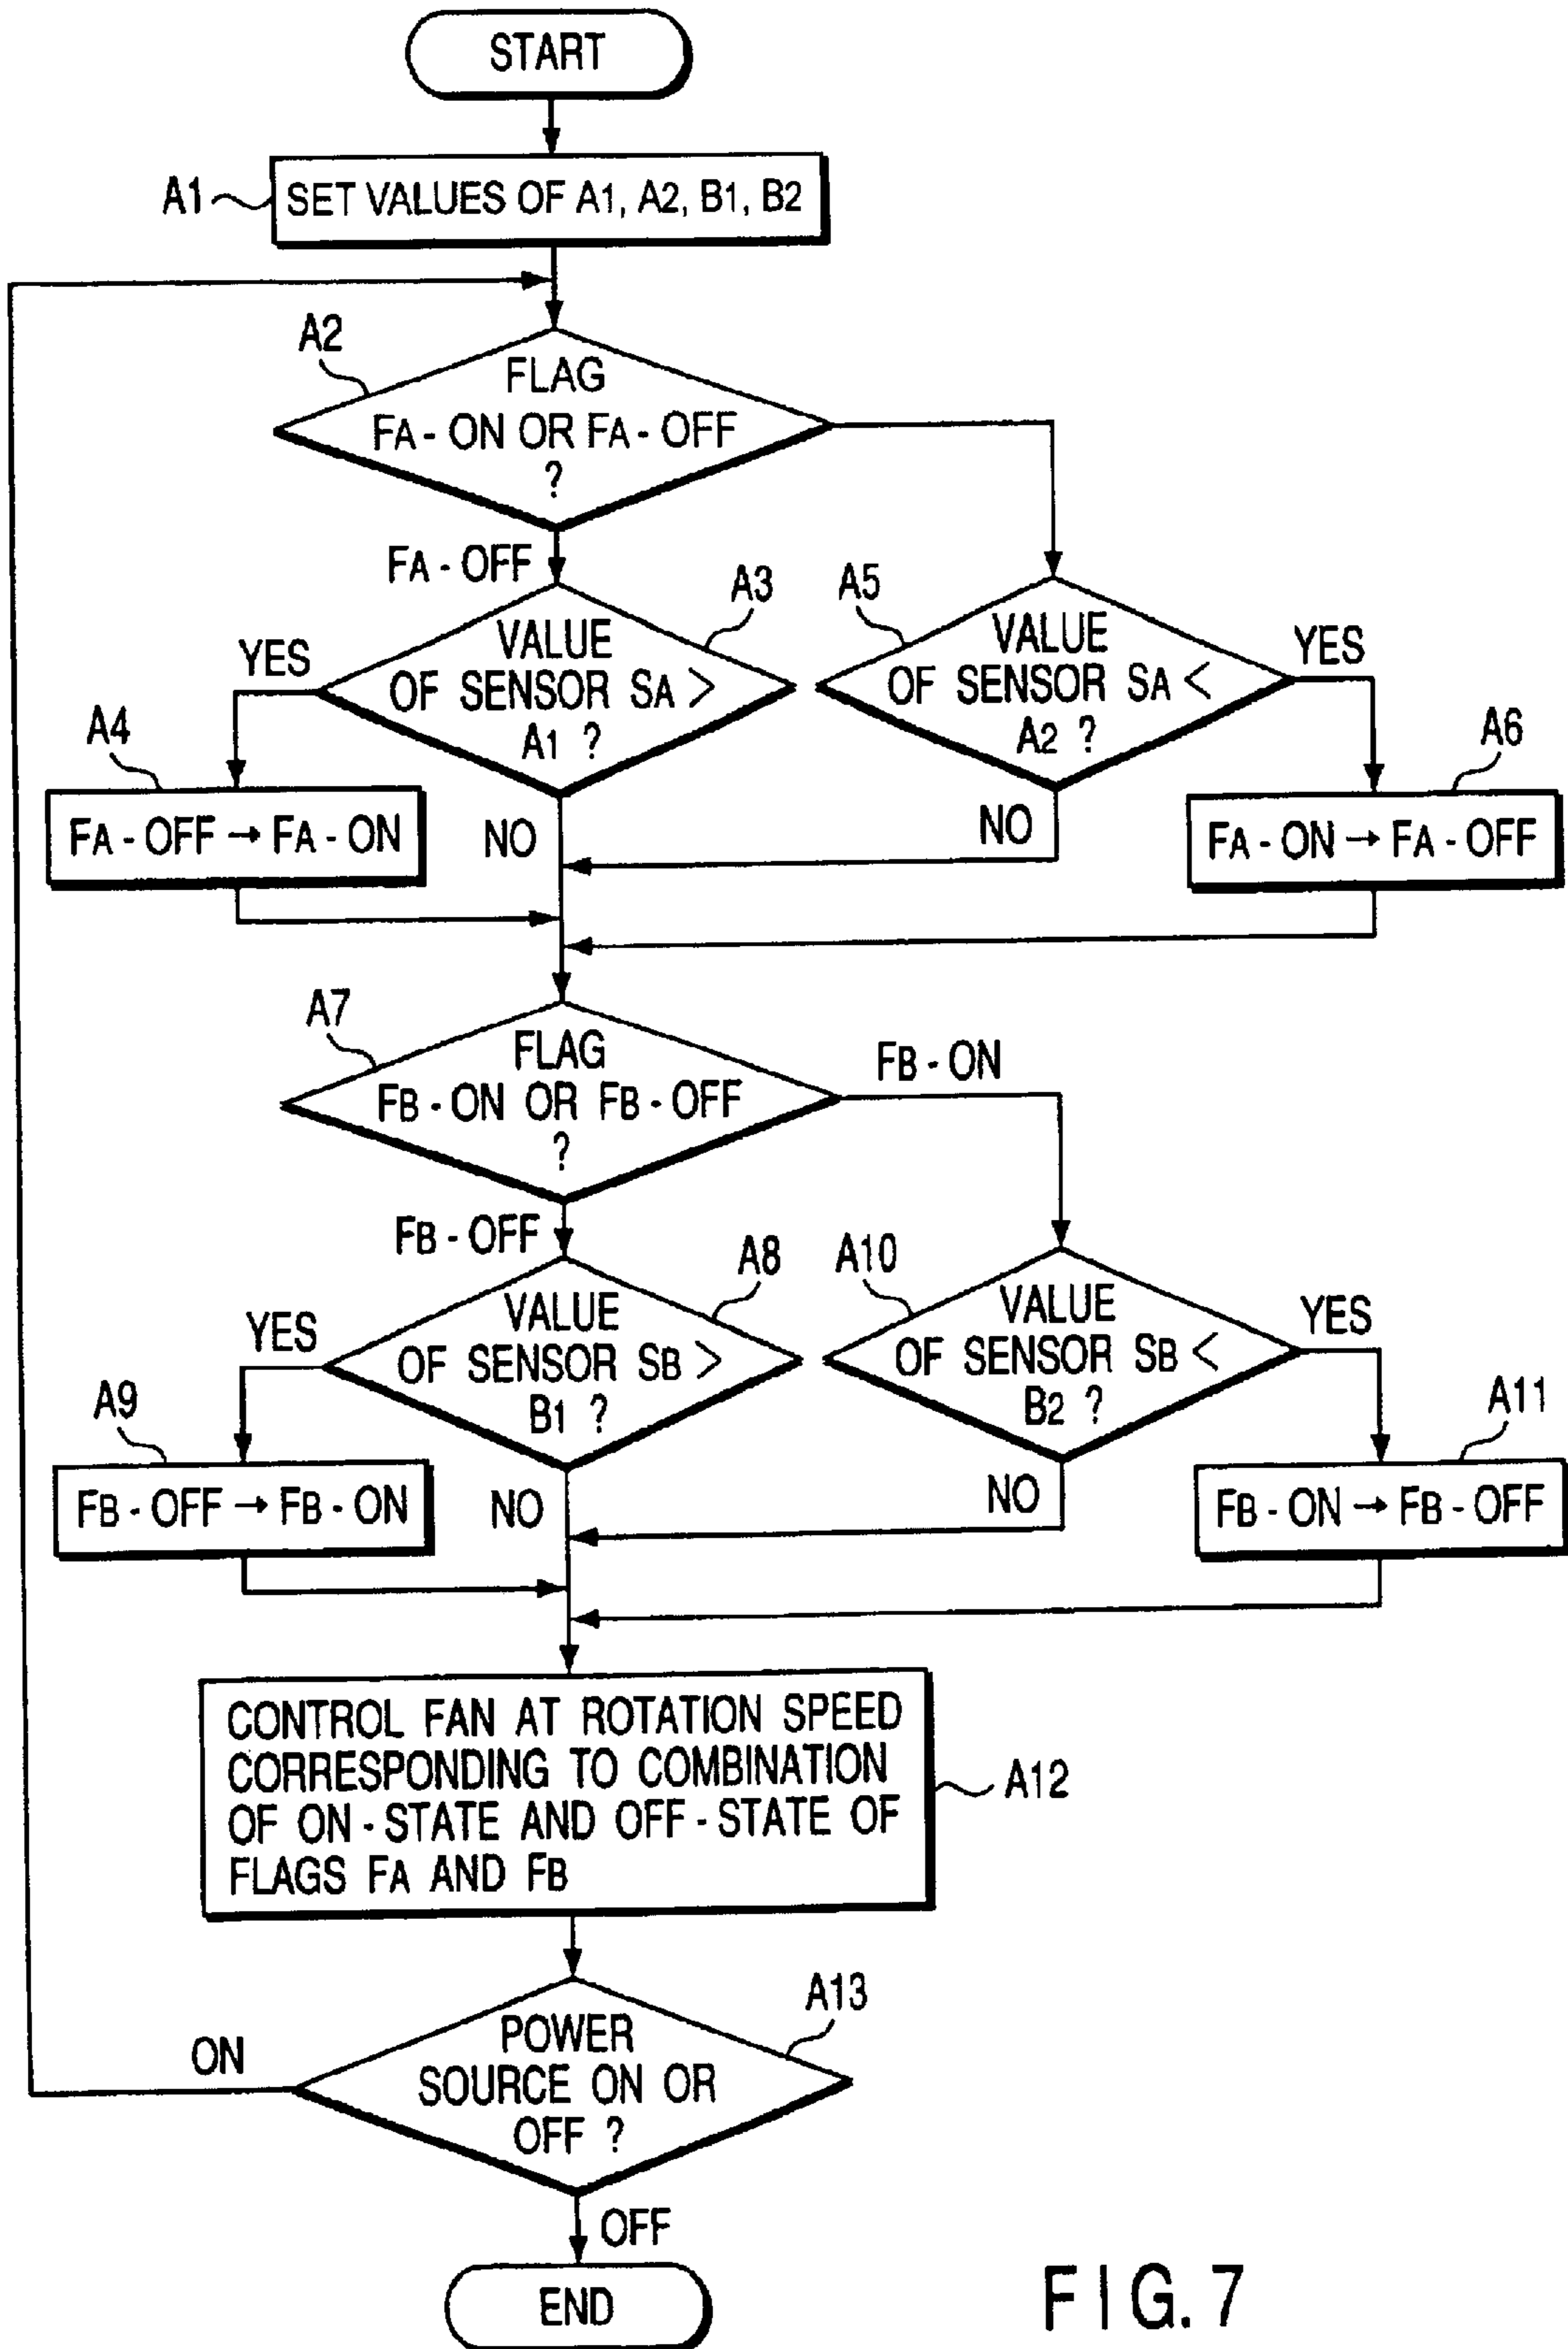 START
A1
SET VALUES OF A1, A2, B1, B2
A2
FLAG
FA - ON OR FA - OFF
?
FA - OFF
A3
A5
YES
VALUE
OF SENSOR SA >
A1 ?
VALUE
OF SENSOR SA <
A2 ?
YES
A4
A6
FA - OFF → FA - ON
NO
NO
FA - ON → FA - OFF
A7
FLAG
FB - ON OR FB - OFF
?
FB - ON
FB - OFF
A8
A10
YES
VALUE
OF SENSOR SB >
B1 ?
VALUE
OF SENSOR SB <
B2 ?
YES
A9
A11
FB - OFF → FB - ON
NO
NO
FB - ON → FB - OFF
CONTROL FAN AT ROTATION SPEED
CORRESPONDING TO COMBINATION
OF ON - STATE AND OFF - STATE OF
FLAGS FA AND FB
A12
A13
ON
POWER
SOURCE ON OR
OFF ?
OFF
END
FIG. 7